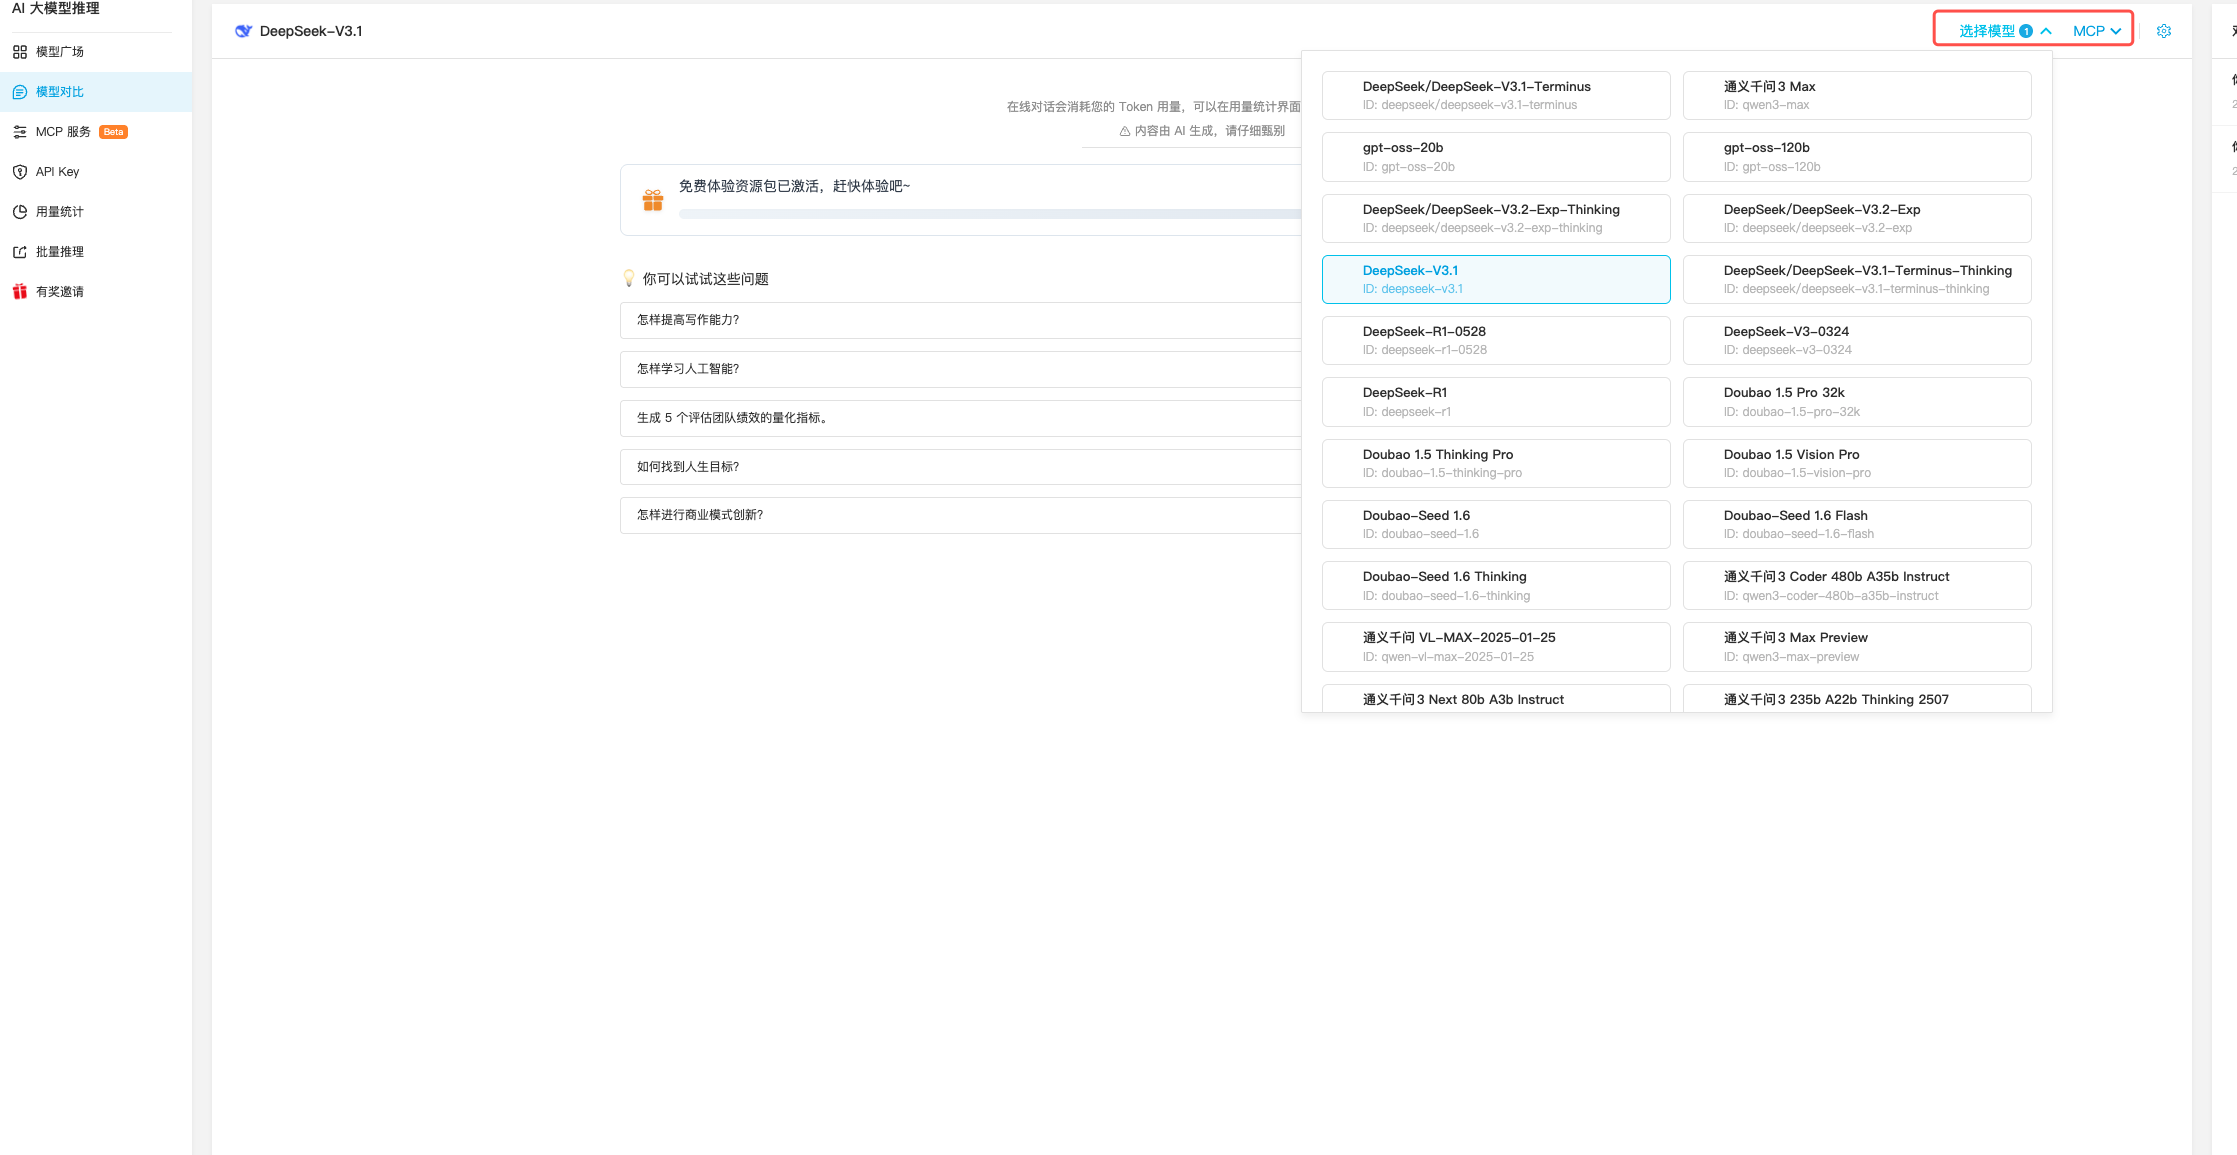 AI 大模型推理
模型广场
模型对比
MCP 服务 Beta
API Key
用量统计
批量推理
有奖邀请
DeepSeek-V3.1
选择模型 1
MCP
在线对话会消耗您的 Token 用量，可以在用量统计界面
内容由 AI 生成，请仔细甄别
免费体验资源包已激活，赶快体验吧~
你可以试试这些问题
怎样提高写作能力？
怎样学习人工智能？
生成 5 个评估团队绩效的量化指标。
如何找到人生目标？
怎样进行商业模式创新？
DeepSeek/DeepSeek-V3.1-Terminus
ID: deepseek/deepseek-v3.1-terminus
通义千问3 Max
ID: qwen3-max
gpt-oss-20b
ID: gpt-oss-20b
gpt-oss-120b
ID: gpt-oss-120b
DeepSeek/DeepSeek-V3.2-Exp-Thinking
ID: deepseek/deepseek-v3.2-exp-thinking
DeepSeek/DeepSeek-V3.2-Exp
ID: deepseek/deepseek-v3.2-exp
DeepSeek-V3.1
ID: deepseek-v3.1
DeepSeek/DeepSeek-V3.1-Terminus-Thinking
ID: deepseek/deepseek-v3.1-terminus-thinking
DeepSeek-R1-0528
ID: deepseek-r1-0528
DeepSeek-V3-0324
ID: deepseek-v3-0324
DeepSeek-R1
ID: deepseek-r1
Doubao 1.5 Pro 32k
ID: doubao-1.5-pro-32k
Doubao 1.5 Thinking Pro
ID: doubao-1.5-thinking-pro
Doubao 1.5 Vision Pro
ID: doubao-1.5-vision-pro
Doubao-Seed 1.6
ID: doubao-seed-1.6
Doubao-Seed 1.6 Flash
ID: doubao-seed-1.6-flash
Doubao-Seed 1.6 Thinking
ID: doubao-seed-1.6-thinking
通义千问3 Coder 480b A35b Instruct
ID: qwen3-coder-480b-a35b-instruct
通义千问 VL-MAX-2025-01-25
ID: qwen-vl-max-2025-01-25
通义千问3 Max Preview
ID: qwen3-max-preview
通义千问3 Next 80b A3b Instruct
通义千问3 235b A22b Thinking 2507